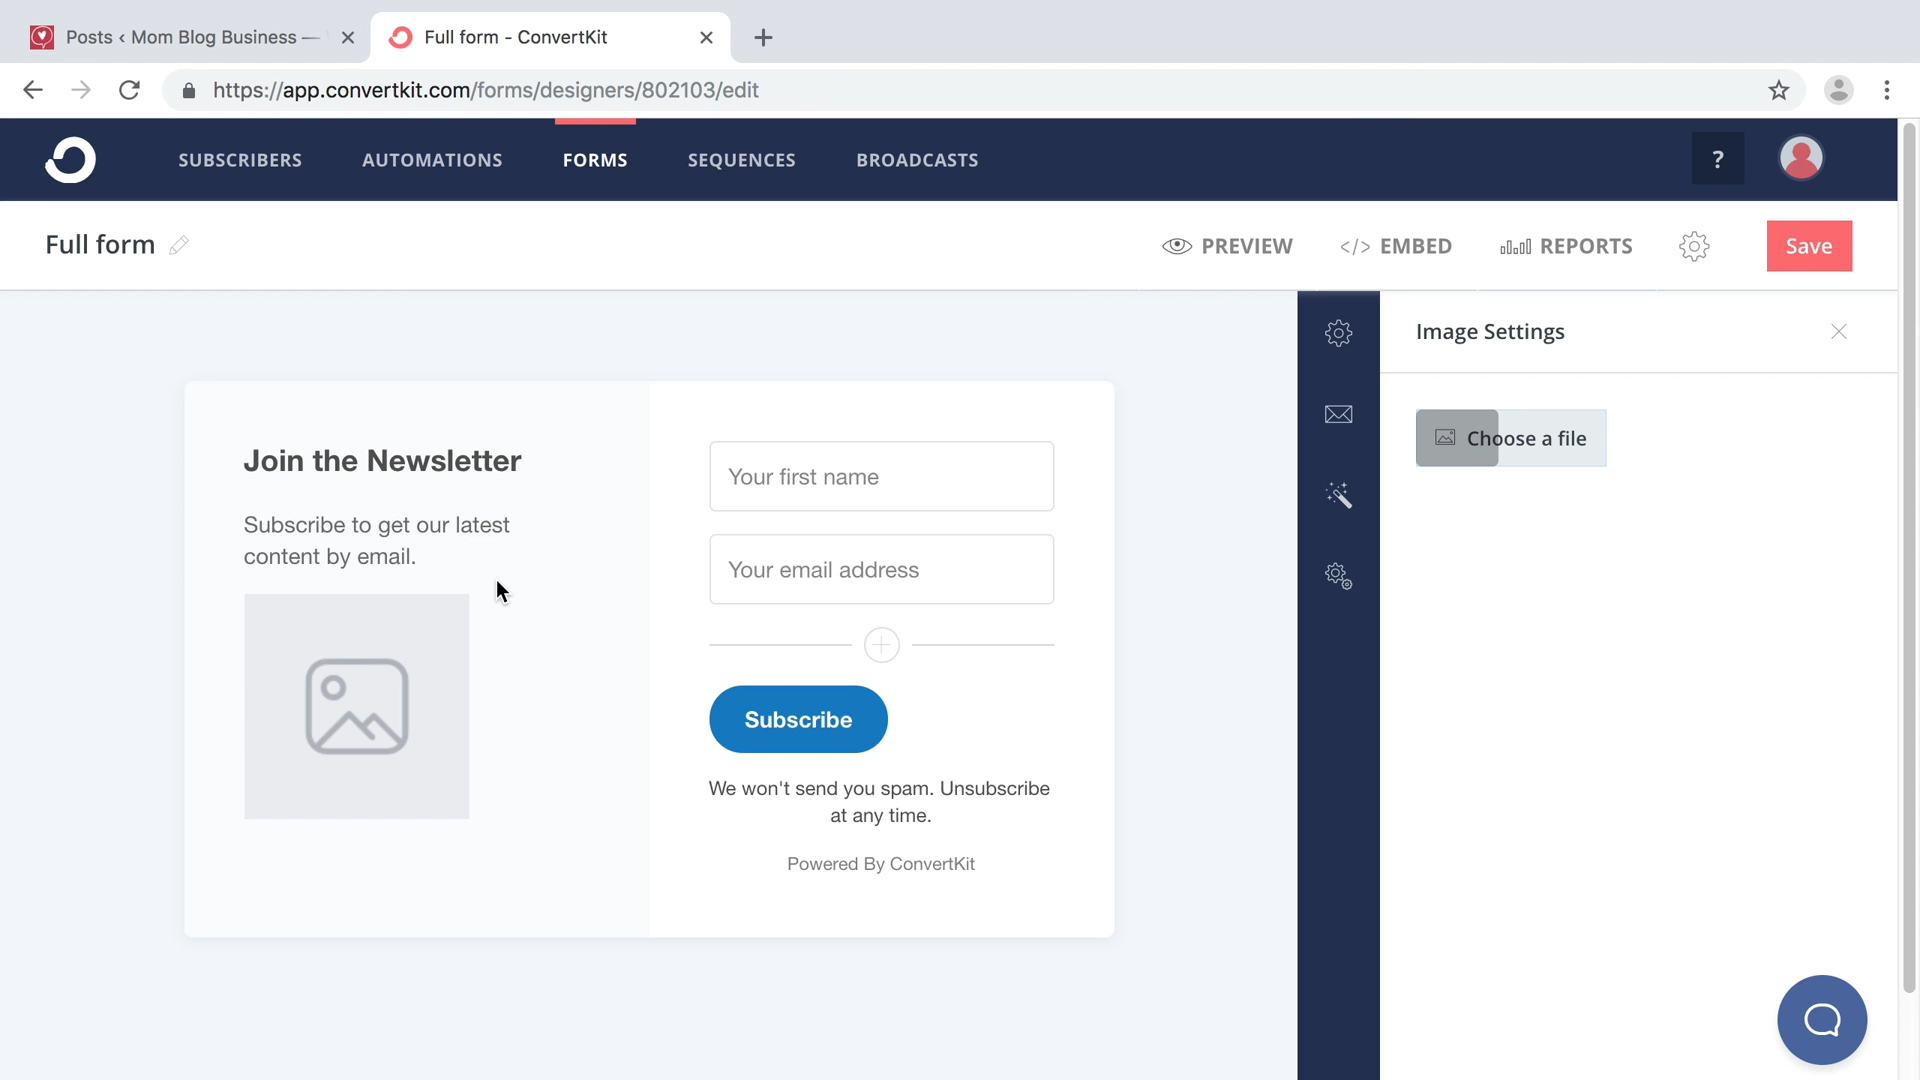 Posts ‹ Mom Blog Business —
Full form - ConvertKit
https://app.convertkit.com/forms/designers/802103/edit
SUBSCRIBERS
AUTOMATIONS
FORMS
SEQUENCES
BROADCASTS
?
Full form
PREVIEW
</> EMBED
REPORTS
Save
Image Settings
Choose a file
Join the Newsletter
Subscribe to get our latest
content by email.
Your first name
Your email address
Subscribe
We won't send you spam. Unsubscribe
at any time.
Powered By ConvertKit